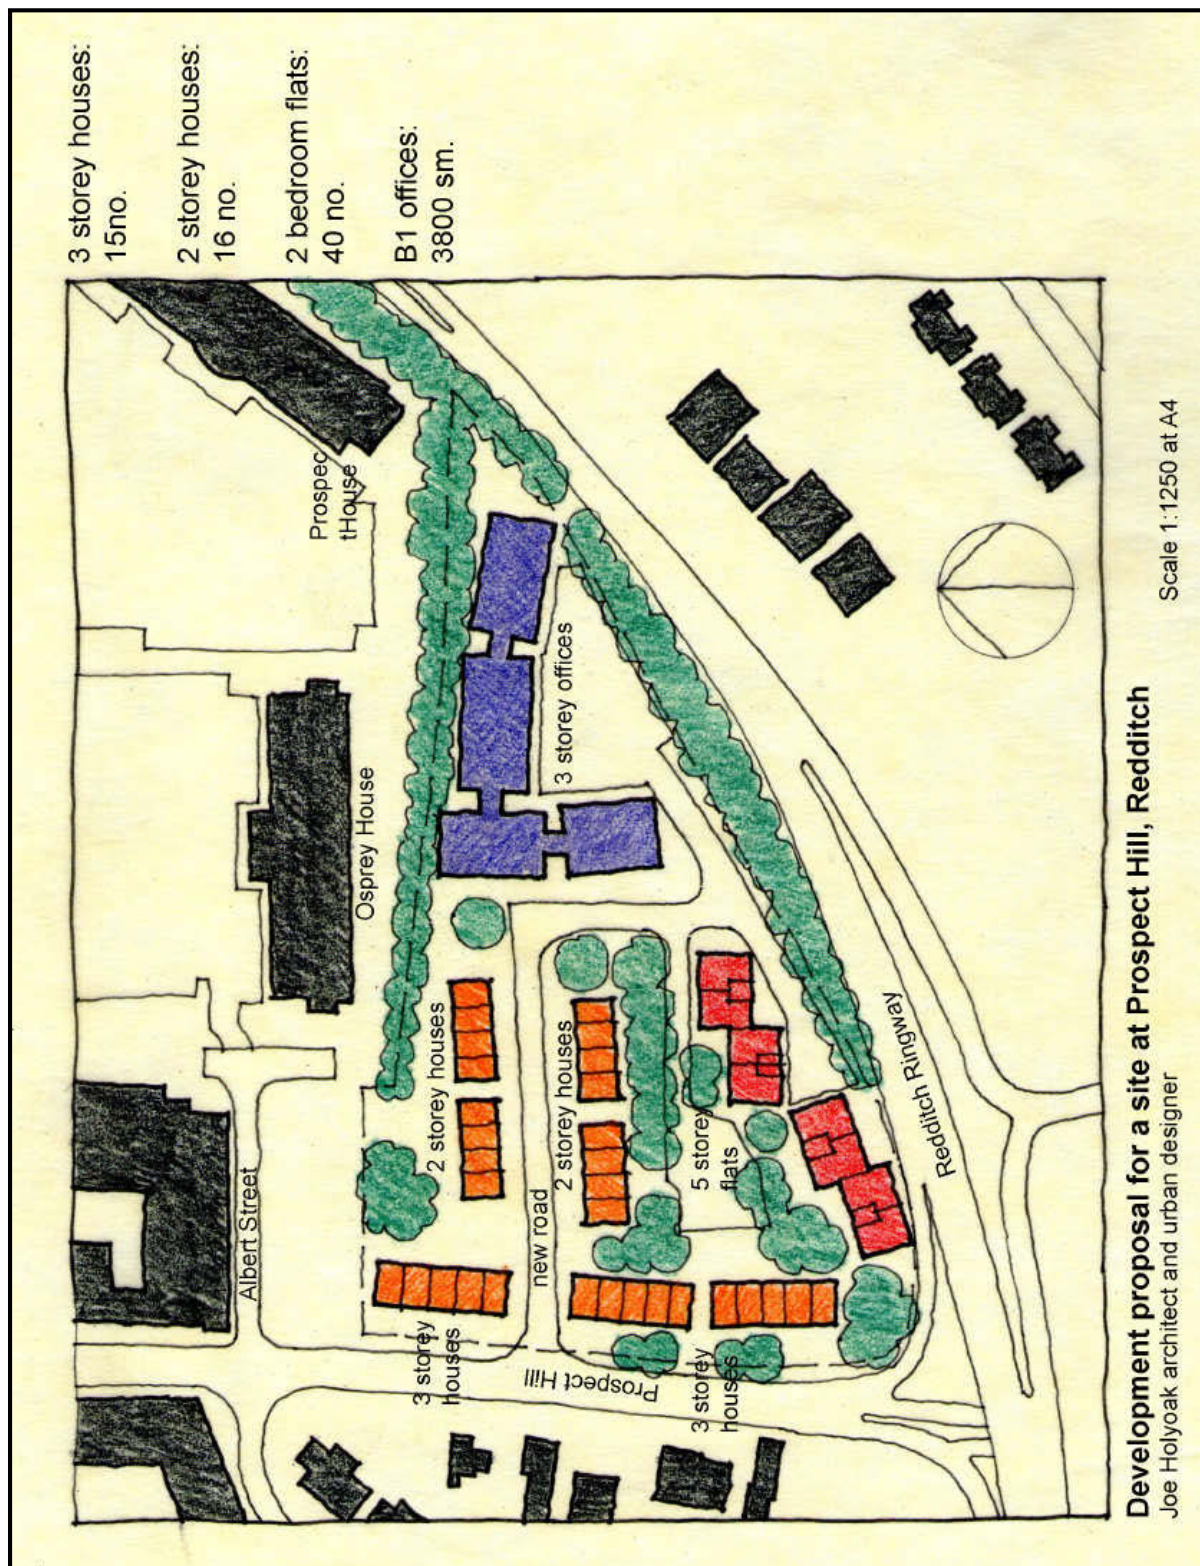 3 storey houses:
15no.
2 storey houses:
16 no.
2 bedroom flats:
40 no.
B1 offices:
3800 sm.
Prospec
tHouse
Osprey House
Albert Street
3 storey offices
2 storey houses
2 storey houses
new road
5 storey
flats
3 storey
houses
Prospect Hill
3 storey
houses
Redditch Ringway
Development proposal for a site at Prospect Hill, Redditch
Joe Holyoak architect and urban designer
Scale 1:1250 at A4